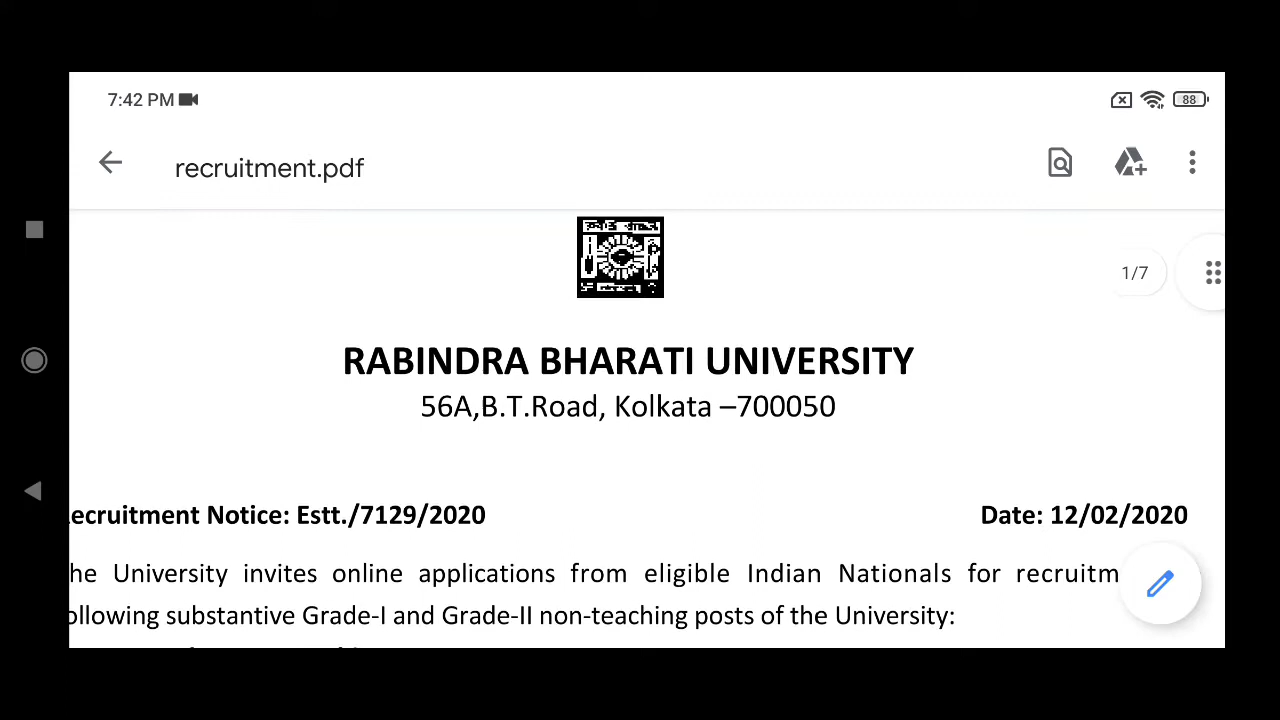 7:42 PM
88
recruitment.pdf
1/7
RABINDRA BHARATI UNIVERSITY
56A,B.T.Road, Kolkata –700050
ecruitment Notice: Estt./7129/2020 Date: 12/02/2020
he University invites online applications from eligible Indian Nationals for recruitm
ollowing substantive Grade-I and Grade-II non-teaching posts of the University: